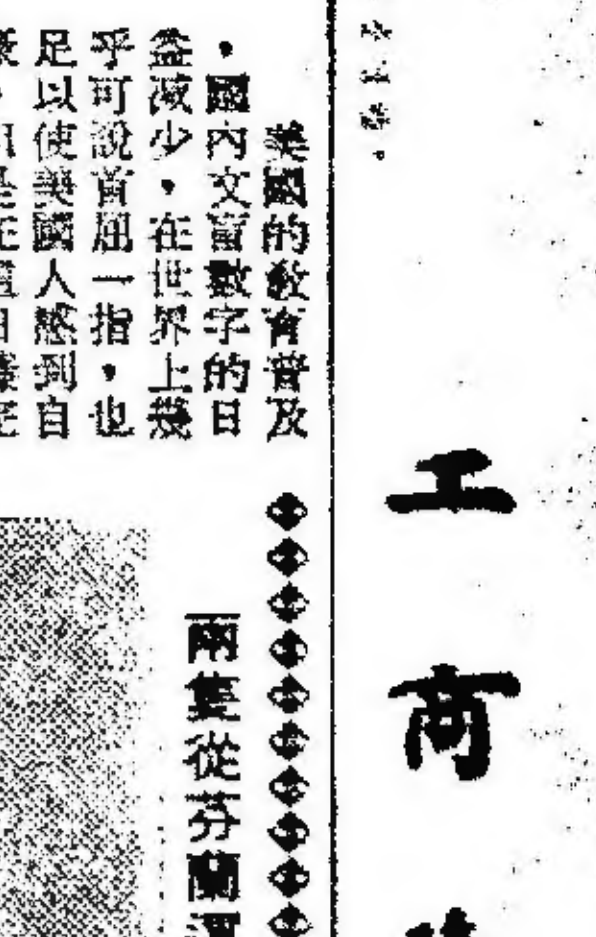 工商
美國的教育普及
，國內文盲數字的日
益減少，在世界上幾
乎可說首屈一指，也
足以使美國人感到自
兩隻從芬蘭運